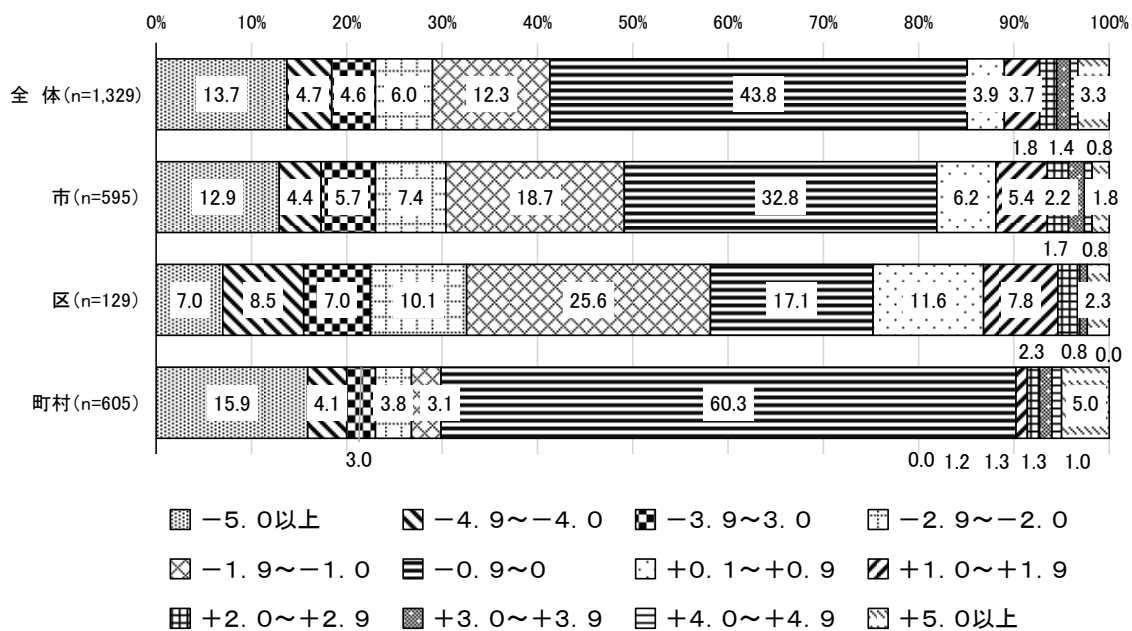 0% 10% 20% 30% 40% 50% 60% 70% 80% 90% 100%
全 体(n=1,329) 13.7 4.7 4.6 6.0 12.3 43.8 3.9 3.7 3.3
1.8 1.4 0.8
市(n=595) 12.9 4.4 5.7 7.4 18.7 32.8 6.2 5.4 2.2 1.8
1.7 0.8
区(n=129) 7.0 8.5 7.0 10.1 25.6 17.1 11.6 7.8 2.3
2.3 0.8 0.0
町村(n=605) 15.9 4.1 3.8 3.1 60.3 5.0
3.0 0.0 1.2 1.3 1.3 1.0
－5.0以上 －4.9～－4.0 －3.9～3.0 －2.9～－2.0
－1.9～－1.0 －0.9～0 ＋0.1～＋0.9 ＋1.0～＋1.9
＋2.0～＋2.9 ＋3.0～＋3.9 ＋4.0～＋4.9 ＋5.0以上